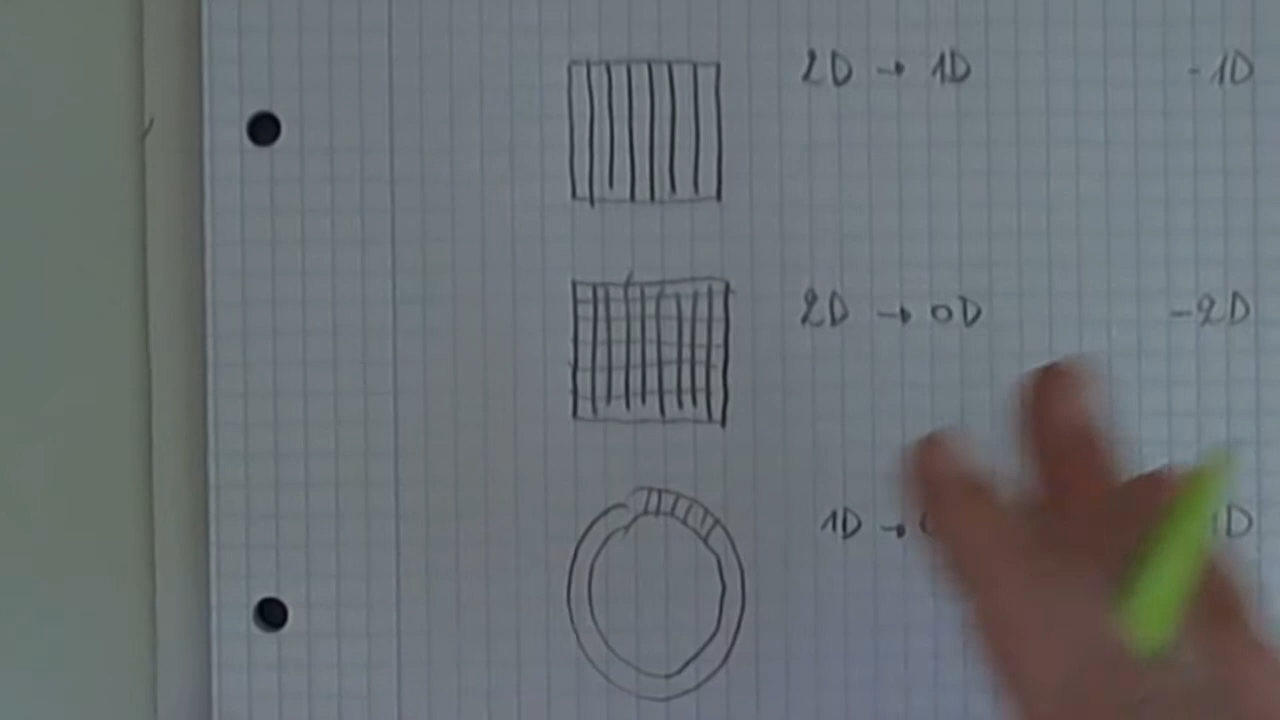 2D → 1D -1D
2D → 0D -2D
1D →